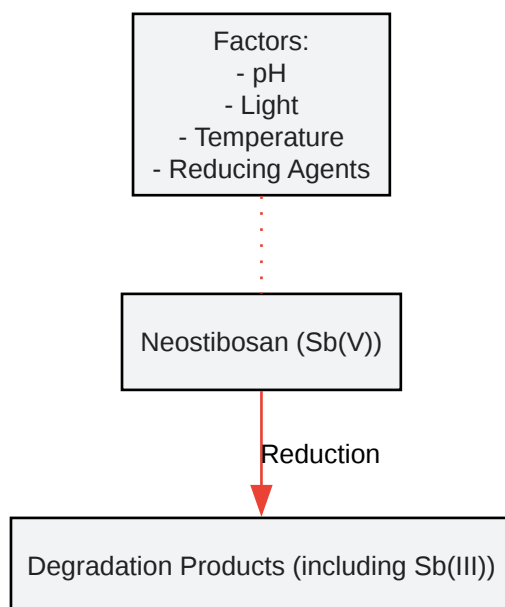 Factors:
- pH
- Light
- Temperature
- Reducing Agents
Neostibosan (Sb(V))
Reduction
Degradation Products (including Sb(III))